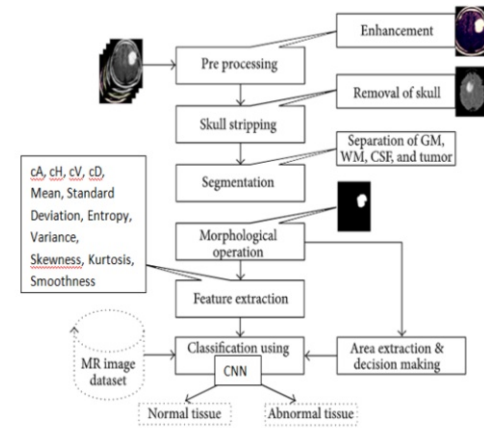 Enhancement
Pre processing
Removal of skull
Skull stripping
Separation of GM,
WM, CSF, and tumor
Segmentation
cA, cH, cV, cD,
Mean, Standard
Deviation, Entropy,
Variance,
Skewness, Kurtosis,
Smoothness
Morphological
operation
Feature extraction
MR image
dataset
Classification using
CNN
Area extraction &
decision making
Normal tissue
Abnormal tissue